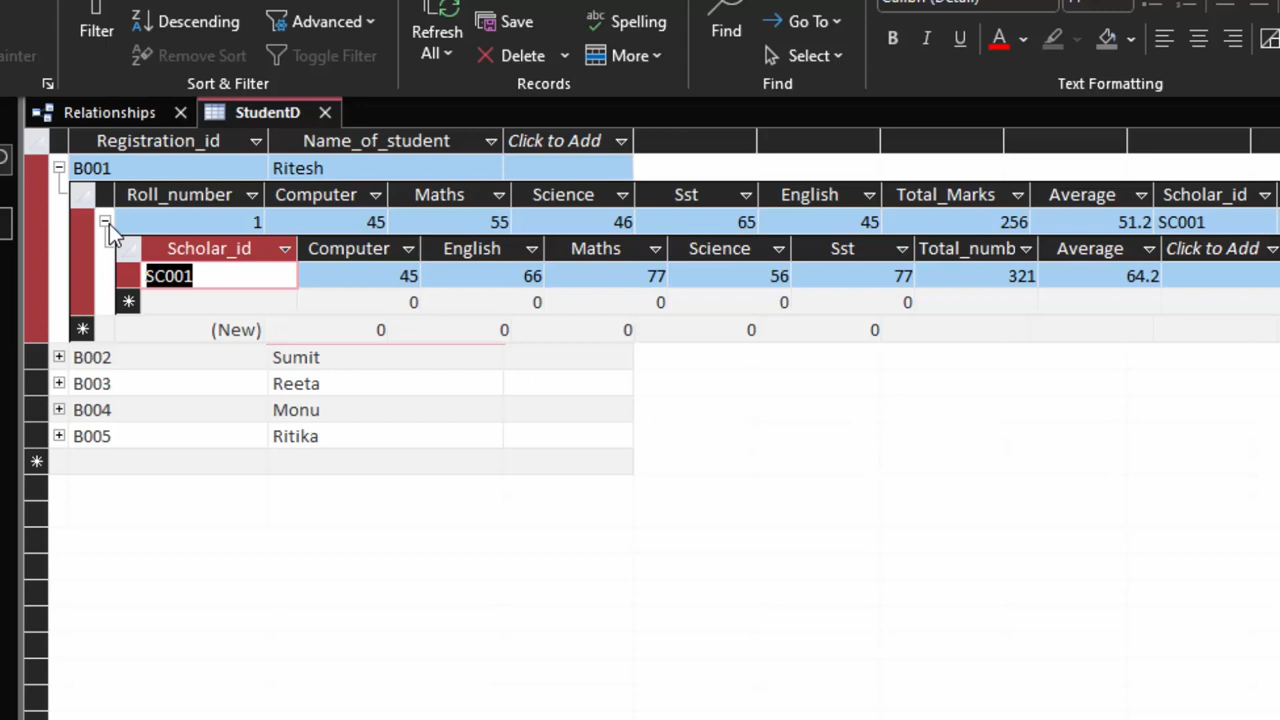 Filter
Descending
Remove Sort
Advanced
Toggle Filter
Sort & Filter
Refresh
All
Save
Delete
abc
Spelling
More
Records
Find
Go To
Select
Find
B I U A
Text Formatting
Relationships
StudentD
Registration_id Name_of_student Click to Add
B001 Ritesh
Roll_number Computer Maths Science Sst English Total_Marks Average Scholar_id
1 45 55 46 65 45 256 51.2 SC001
Scholar_id Computer English Maths Science Sst Total_numb Average Click to Add
SC001 45 66 77 56 77 321 64.2
0 0 0 0 0
(New) 0 0 0 0 0
B002 Sumit
B003 Reeta
B004 Monu
B005 Ritika